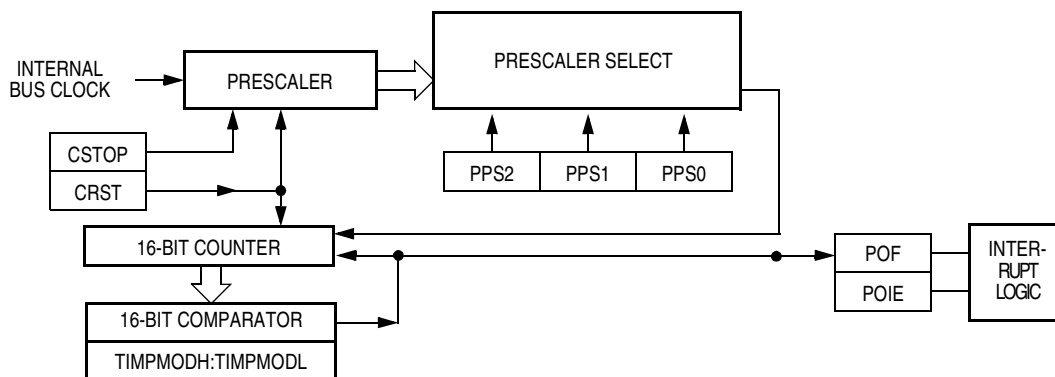 INTERNAL
BUS CLOCK
PRESCALER
PRESCALER SELECT
CSTOP
CRST
PPS2
PPS1
PPS0
16-BIT COUNTER
16-BIT COMPARATOR
TIMPMODH:TIMPMODL
POF
POIE
INTER-
RUPT
LOGIC